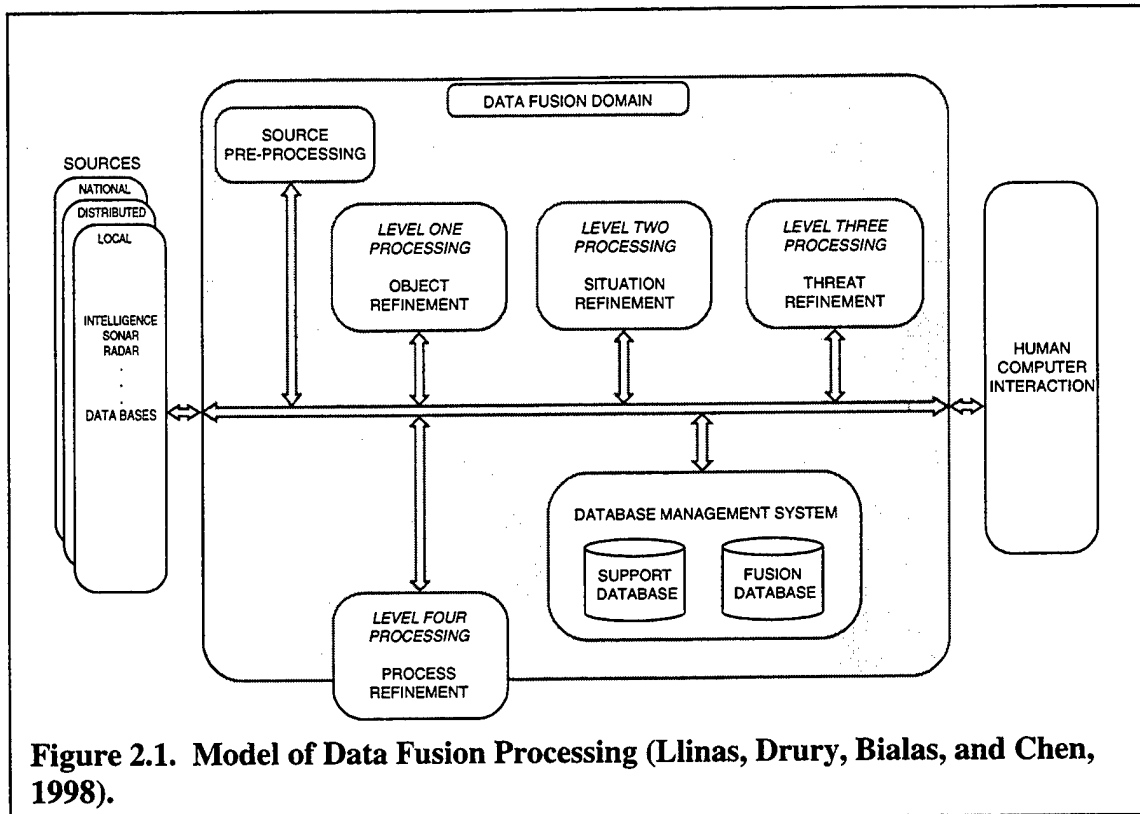 DATA FUSION DOMAIN
SOURCE
PRE-PROCESSING
SOURCES
NATIONAL
DISTRIBUTED
LOCAL
INTELLIGENCE
SONAR
RADAR
.
.
.
DATA BASES
LEVEL ONE
PROCESSING
OBJECT
REFINEMENT
LEVEL TWO
PROCESSING
SITUATION
REFINEMENT
LEVEL THREE
PROCESSING
THREAT
REFINEMENT
HUMAN
COMPUTER
INTERACTION
DATABASE MANAGEMENT SYSTEM
SUPPORT
DATABASE
FUSION
DATABASE
LEVEL FOUR
PROCESSING
PROCESS
REFINEMENT
Figure 2.1. Model of Data Fusion Processing (Llinas, Drury, Bialas, and Chen,
1998).